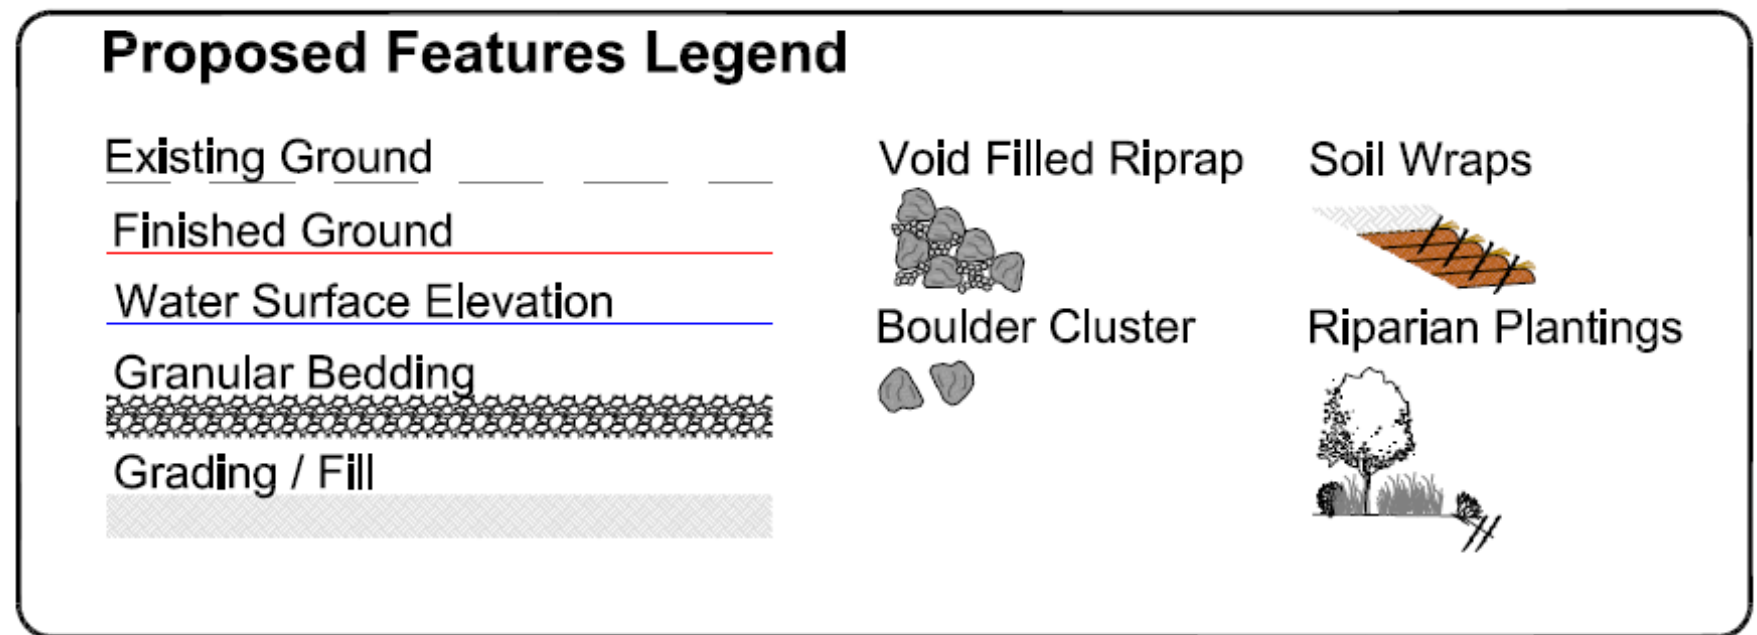 Proposed Features Legend
Existing Ground
Finished Ground
Water Surface Elevation
Granular Bedding
Grading / Fill
Void Filled Riprap
Boulder Cluster
Soil Wraps
Riparian Plantings